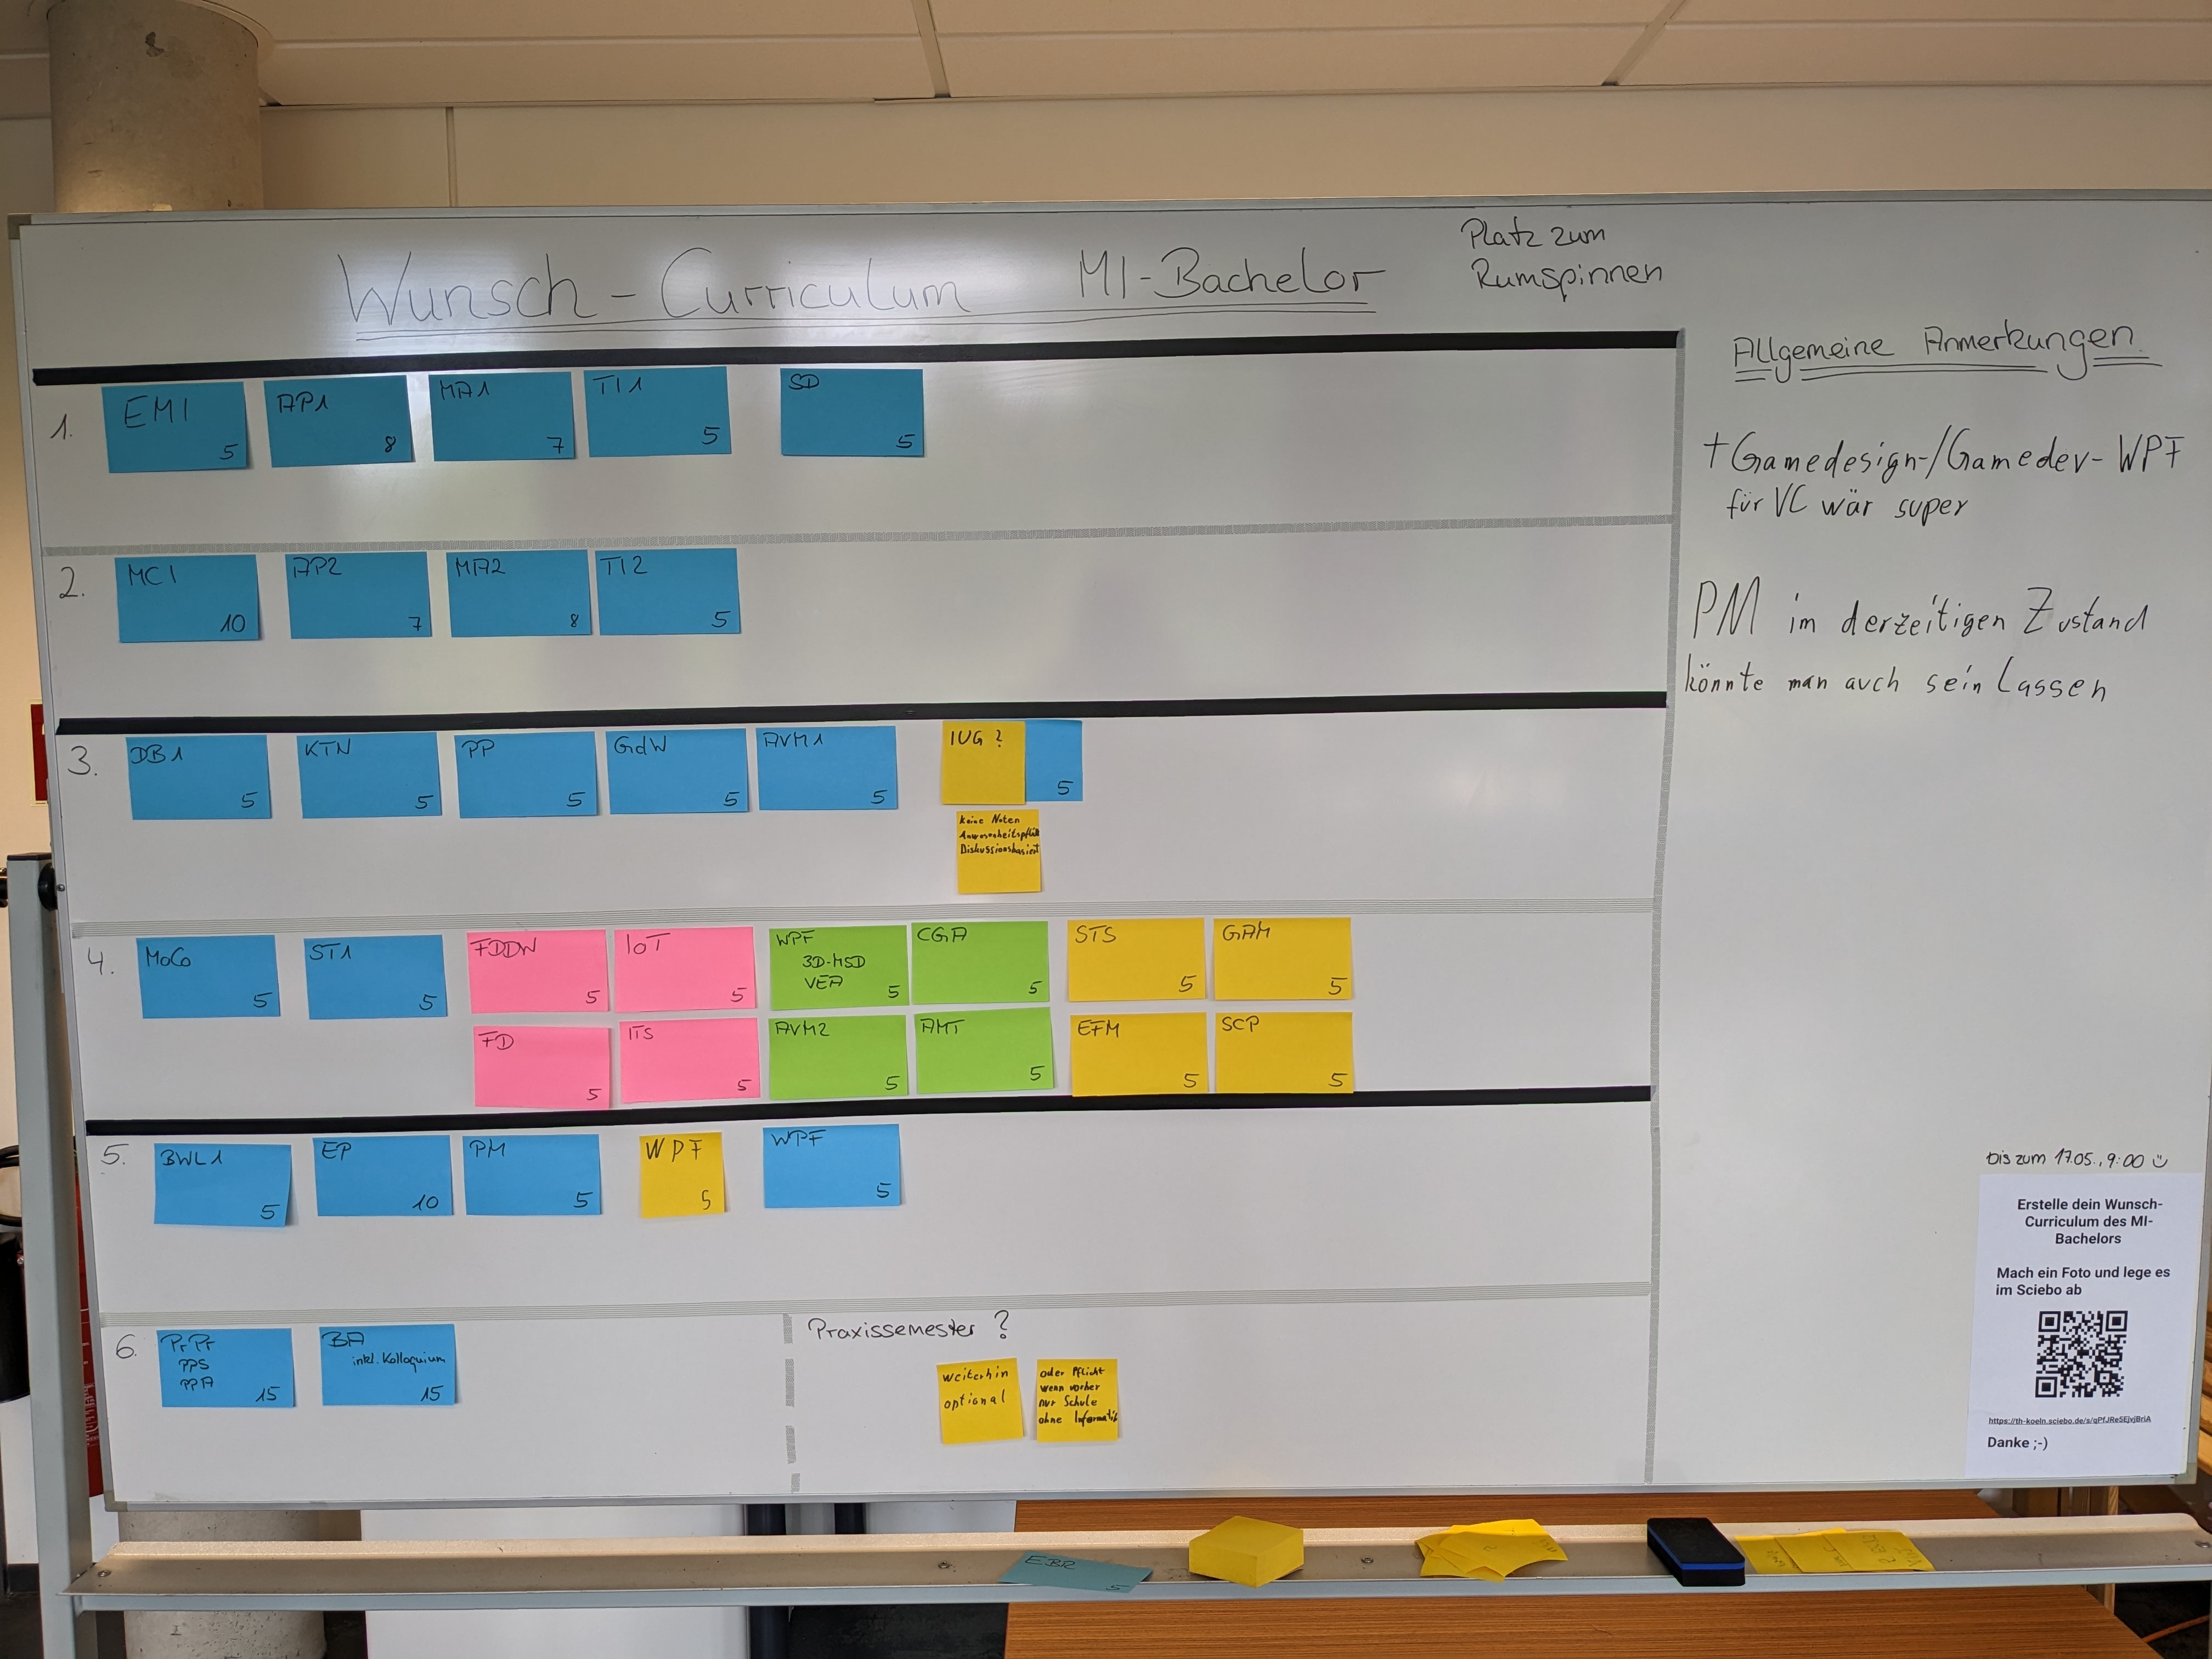 Wunsch - Curriculum MI-Bachelor
Platz zum
Rumspinnen
1.
EMI
5
AP1
8
MA1
7
TI1
5
SD
5
2.
MCI
10
AP2
7
MA2
8
TI2
5
3.
DB1
5
KTN
5
PP
5
GdW
5
AVM1
5
IUG ?
5
keine Noten
Anwesenheitspflicht
Diskussionsbasiert
4.
MoCo
5
ST1
5
FDDW
5
IoT
5
WPF
3D-MSD
VEA
5
CGA
5
STS
5
GAM
5
FD
5
ITS
5
AVM2
5
AMT
5
EFM
5
SCP
5
5.
BWL1
5
EP
10
PM
5
WPF
5
WPF
5
6.
PrPr
PPS
PPA
15
BA
inkl. Kolloquium
15
Praxissemester ?
weiterhin
optional
oder Pflicht
wenn vorher
nur Schule
ohne Informatik
Allgemeine Anmerkungen
+ Gamedesign-/Gamedev- WPF
für VC wär super
PM im derzeitigen Zustand
könnte man auch sein Lassen
bis zum 17.05., 9:00
Erstelle dein Wunsch-
Curriculum des MI-
Bachelors
Mach ein Foto und lege es
im Sciebo ab
https://th-koeln.sciebo.de/s/qPfJReSEjvjBriA
Danke ;-)
EBR
5